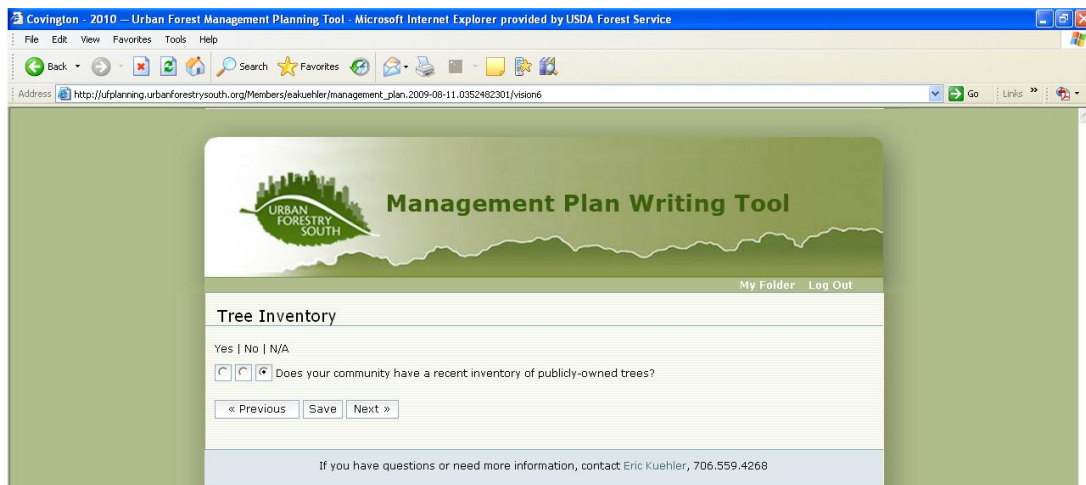 Covington - 2010 — Urban Forest Management Planning Tool - Microsoft Internet Explorer provided by USDA Forest Service
File Edit View Favorites Tools Help
Back Search Favorites
Address http://ufplanning.urbanforestrysouth.org/Members/eakuehler/management_plan.2009-08-11.0352482301/vision6 Go Links »
URBAN
FORESTRY
SOUTH
Management Plan Writing Tool
My Folder Log Out
Tree Inventory
Yes | No | N/A
Does your community have a recent inventory of publicly-owned trees?
« Previous Save Next »
If you have questions or need more information, contact Eric Kuehler, 706.559.4268